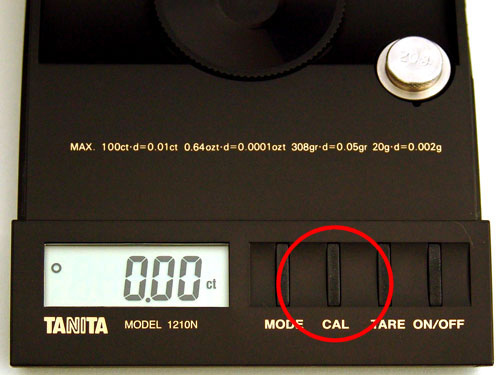 20g
MAX. 100ct·d=0.01ct 0.64ozt·d=0.0001ozt 308gr·d=0.05gr 20g·d=0.002g
0.00 ct
TANITA MODEL 1210N MODE CAL TARE ON/OFF